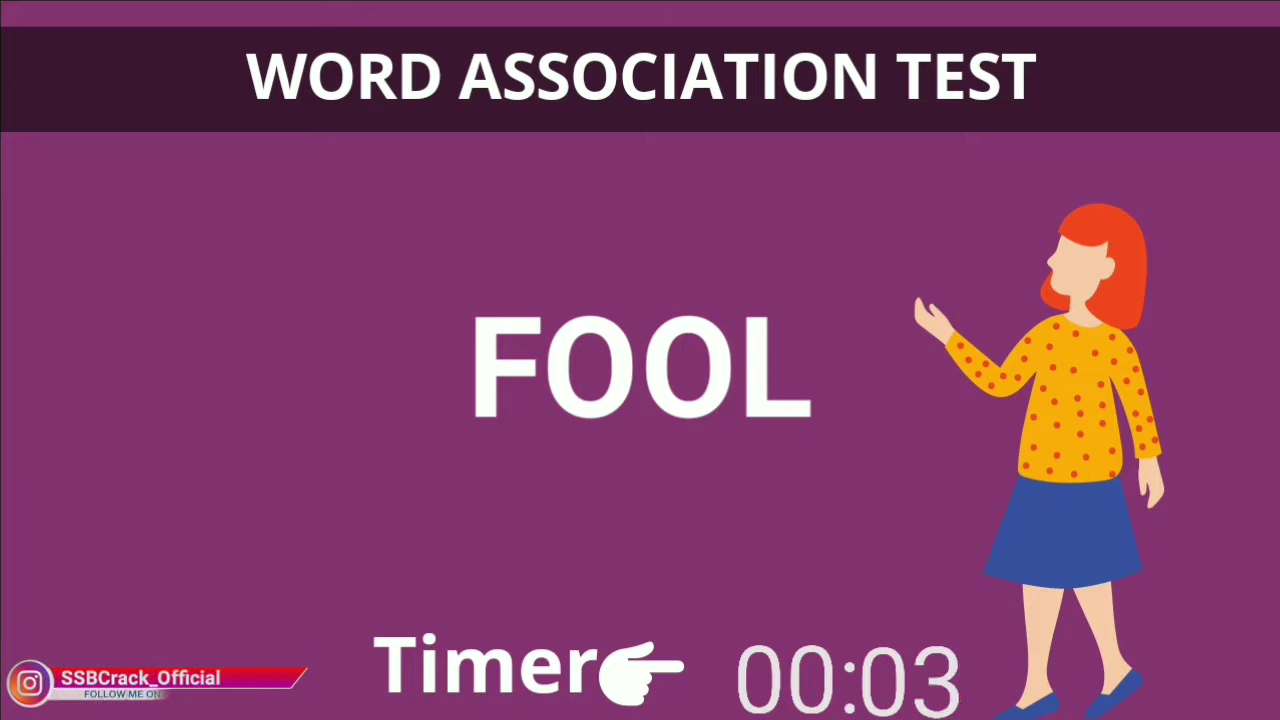 WORD ASSOCIATION TEST
FOOL
Timer 00:03
SSBCrack_Official
FOLLOW ME ON